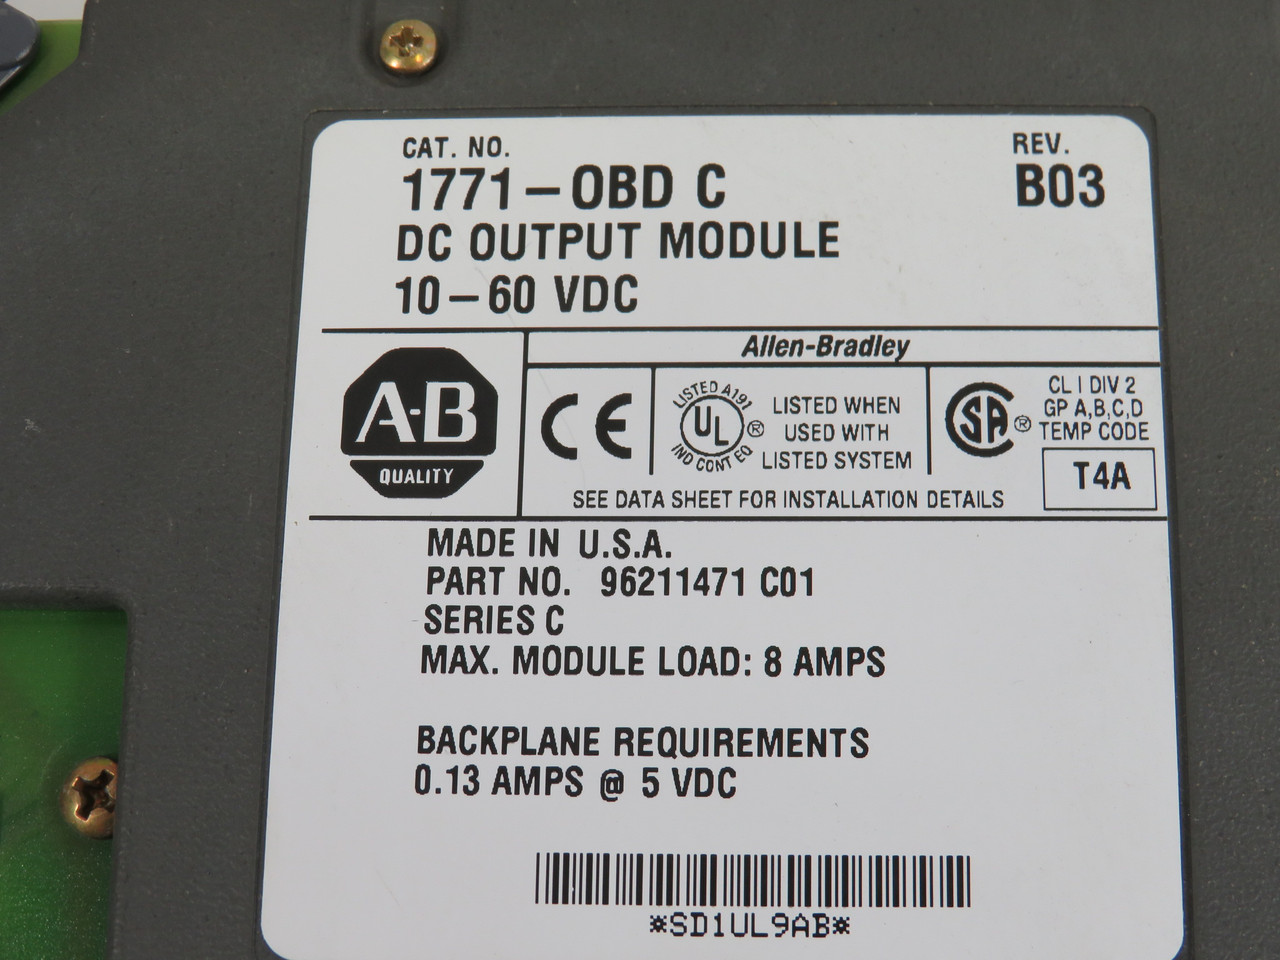 CAT. NO.
REV.
1771-OBD C
B03
DC OUTPUT MODULE
10-60 VDC
Allen-Bradley
A-B
QUALITY
CE
LISTED A191
UL ®
IND CONT EQ
LISTED WHEN
USED WITH
LISTED SYSTEM
SA ®
CL I DIV 2
GP A,B,C,D
TEMP CODE
T4A
SEE DATA SHEET FOR INSTALLATION DETAILS
MADE IN U.S.A.
PART NO. 96211471 C01
SERIES C
MAX. MODULE LOAD: 8 AMPS
BACKPLANE REQUIREMENTS
0.13 AMPS @ 5 VDC
*SD1UL9AB*